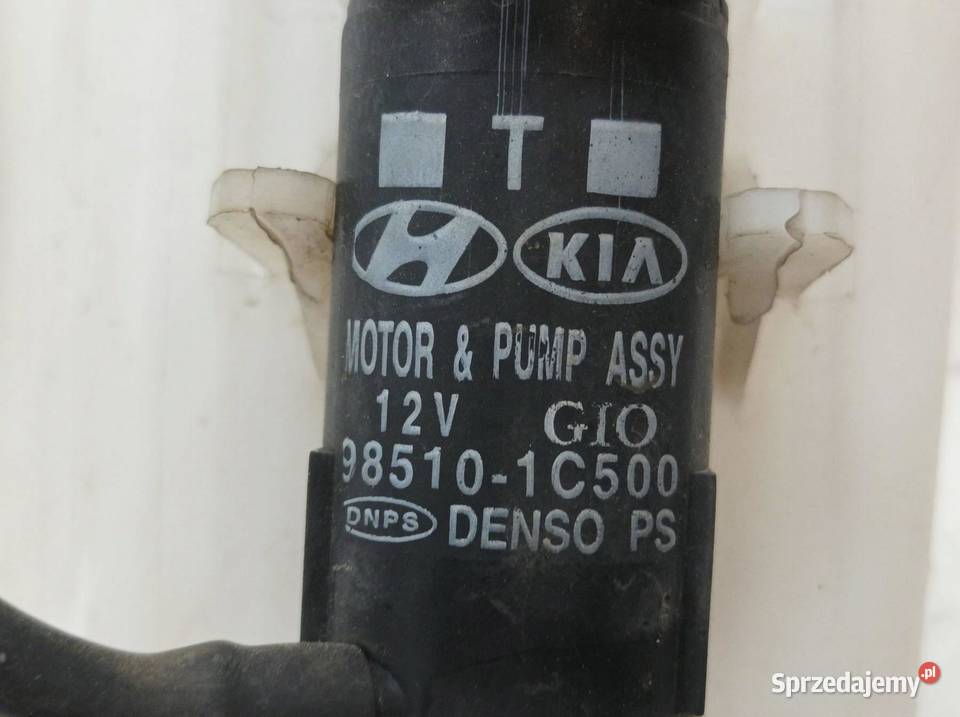 T
KIA
MOTOR & PUMP ASSY
12V GIO
98510-1C500
DNPS DENSO PS
Sprzedajemy.pl